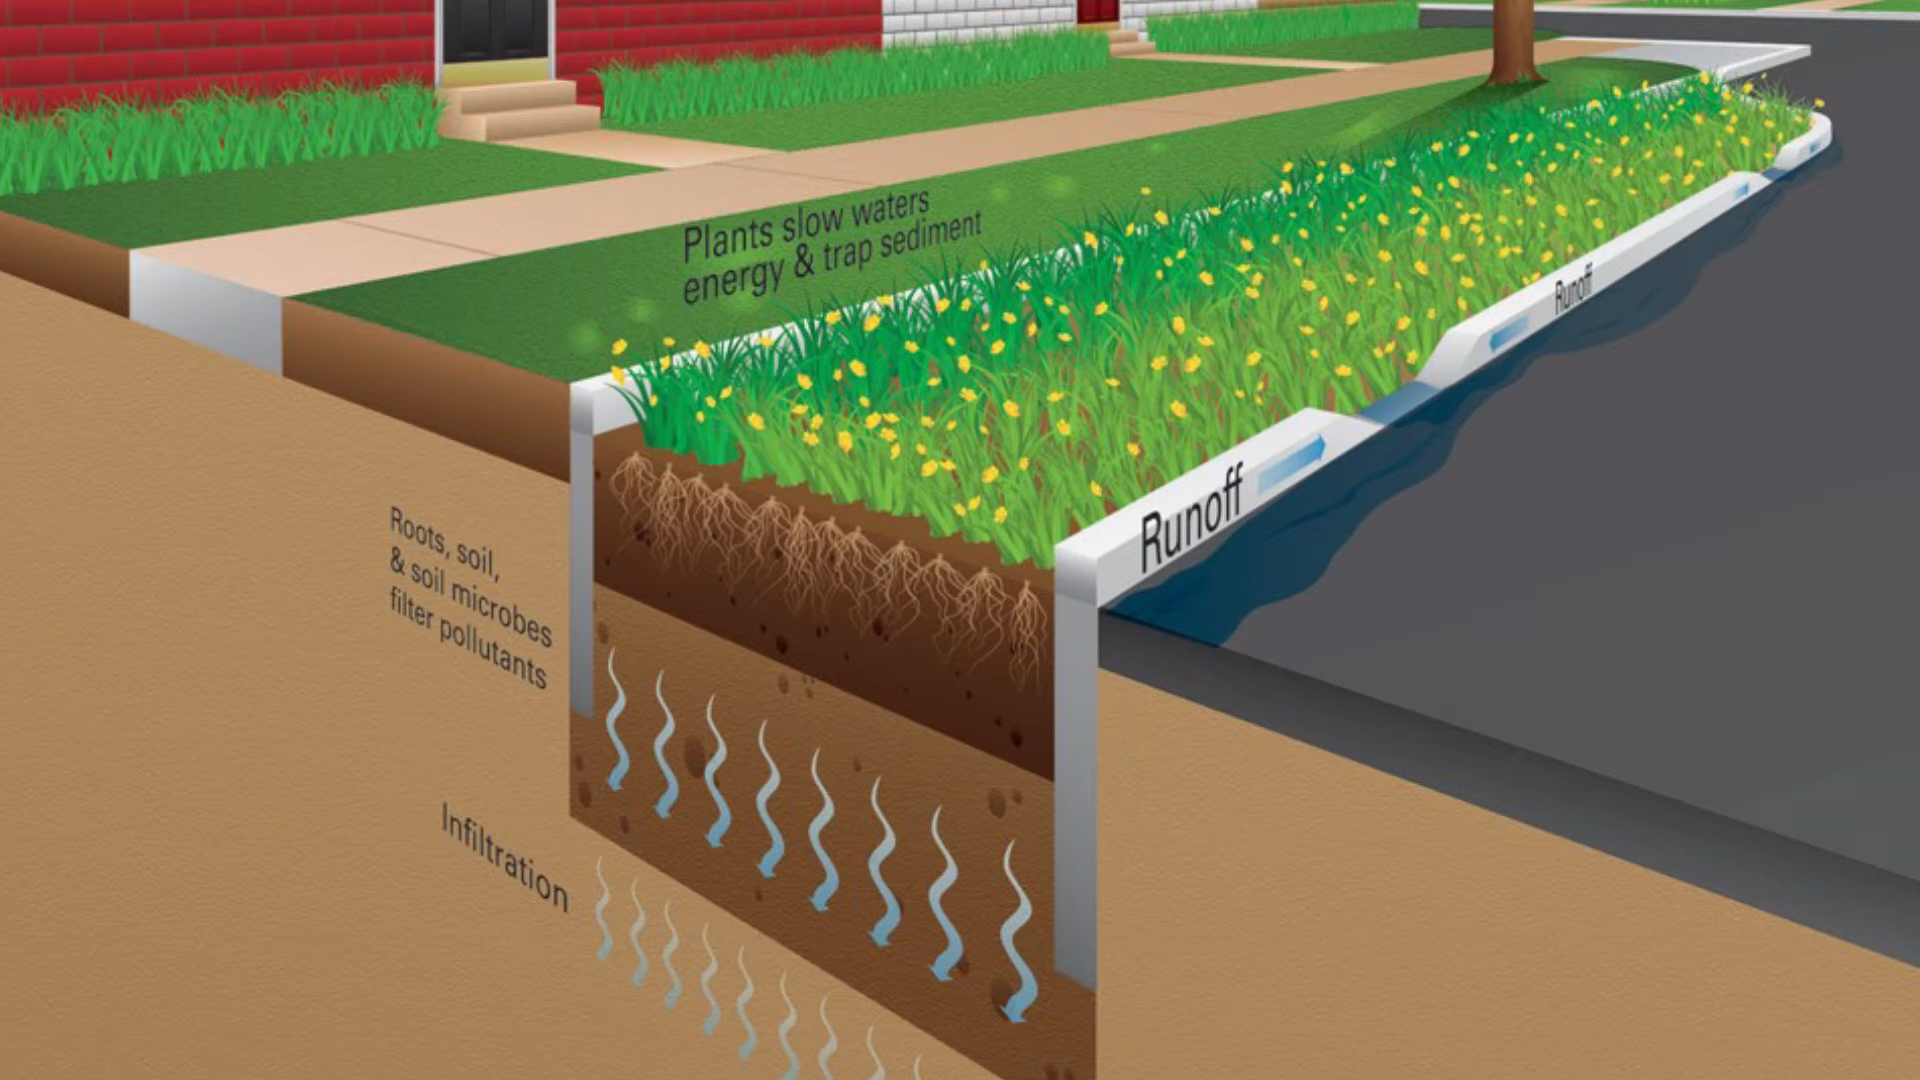 Plants slow waters
energy & trap sediment
Runoff
Runoff
Roots, soil,
& soil microbes
filter pollutants
Infiltration